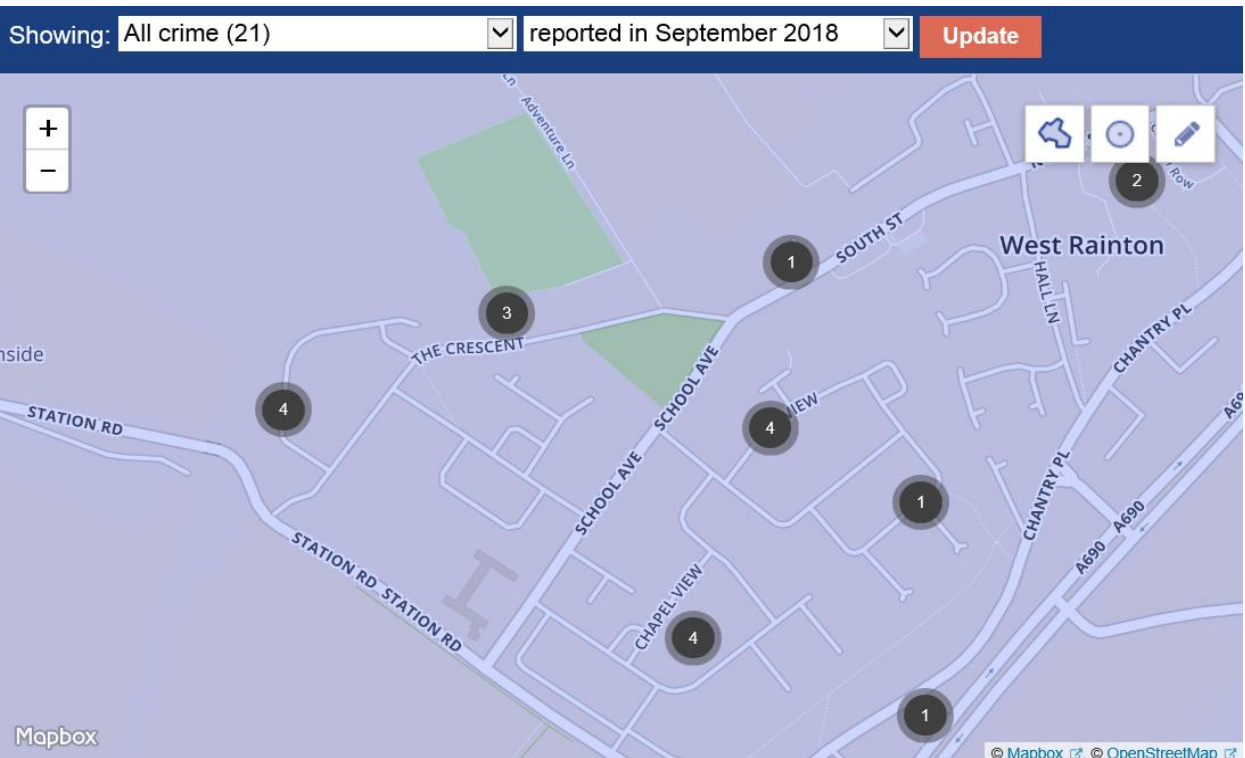 Showing: All crime (21) reported in September 2018 Update
+
−
Adventure Ln
2
Row
1
SOUTH ST
West Rainton
HALL LN
3
THE CRESCENT
CHANTRY PL
nside
4
STATION RD
SCHOOL AVE
4
VIEW
A69
1
SCHOOL AVE
CHANTRY PL
A690
A690
STATION RD
STATION RD
CHAPEL VIEW
4
1
Mapbox
© Mapbox © OpenStreetMap